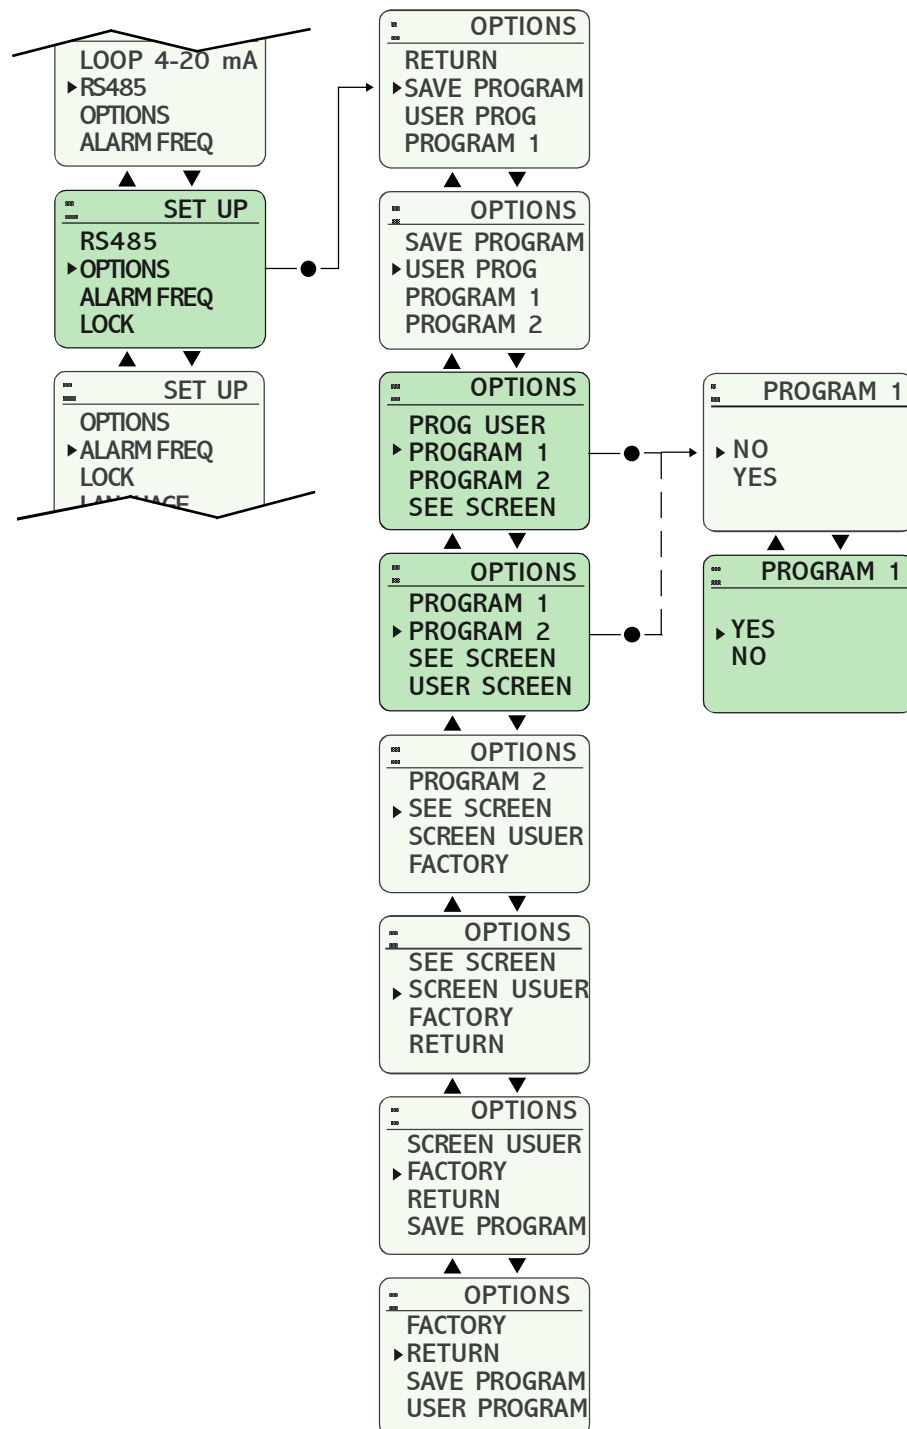 LOOP 4-20 mA
RS485
OPTIONS
ALARM FREQ
SET UP
RS485
OPTIONS
ALARM FREQ
LOCK
SET UP
OPTIONS
ALARM FREQ
LOCK
OPTIONS
RETURN
SAVE PROGRAM
USER PROG
PROGRAM 1
OPTIONS
SAVE PROGRAM
USER PROG
PROGRAM 1
PROGRAM 2
OPTIONS
PROG USER
PROGRAM 1
PROGRAM 2
SEE SCREEN
OPTIONS
PROGRAM 1
PROGRAM 2
SEE SCREEN
USER SCREEN
OPTIONS
PROGRAM 2
SEE SCREEN
SCREEN USUER
FACTORY
OPTIONS
SEE SCREEN
SCREEN USUER
FACTORY
RETURN
OPTIONS
SCREEN USUER
FACTORY
RETURN
SAVE PROGRAM
OPTIONS
FACTORY
RETURN
SAVE PROGRAM
USER PROGRAM
PROGRAM 1
NO
YES
PROGRAM 1
YES
NO